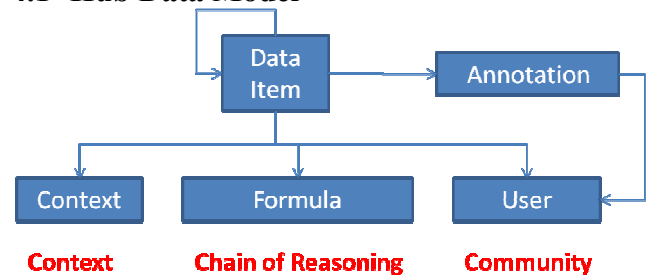 Data
Item
Annotation
Context
Formula
User
Context
Chain of Reasoning
Community